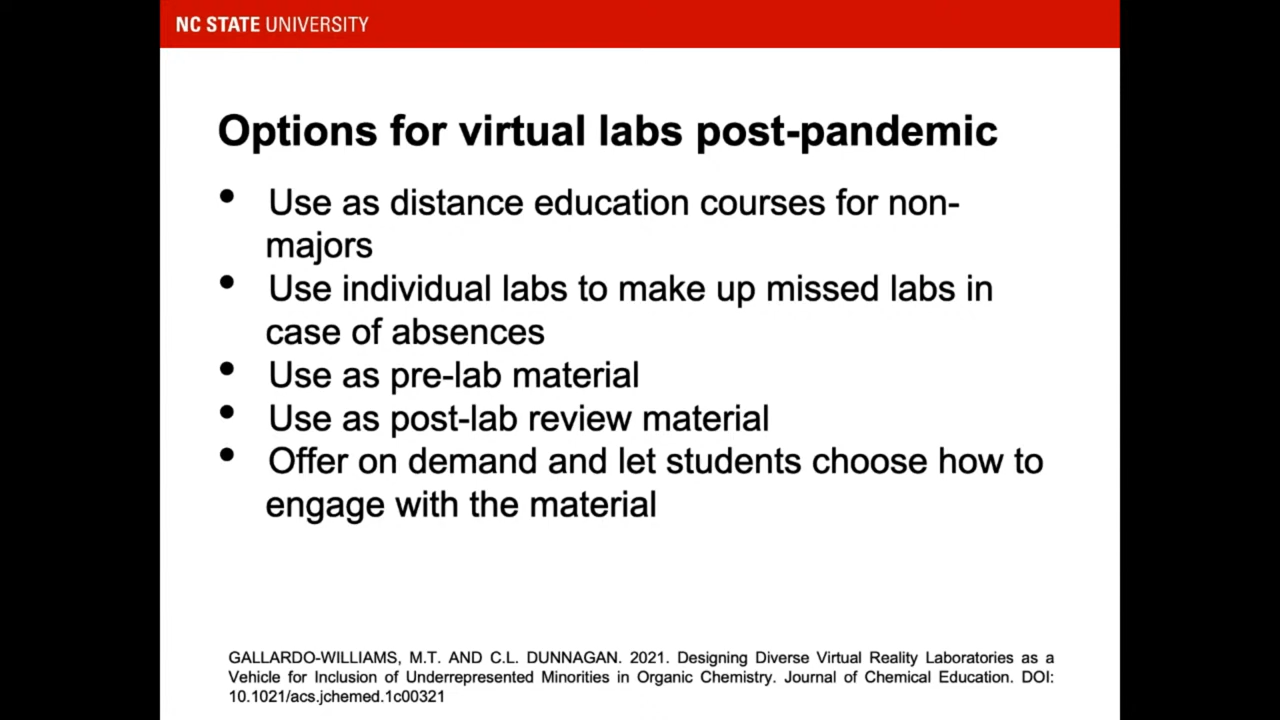 NC STATE UNIVERSITY
Options for virtual labs post-pandemic
• Use as distance education courses for non-
majors
• Use individual labs to make up missed labs in
case of absences
• Use as pre-lab material
• Use as post-lab review material
• Offer on demand and let students choose how to
engage with the material
GALLARDO-WILLIAMS, M.T. AND C.L. DUNNAGAN. 2021. Designing Diverse Virtual Reality Laboratories as a
Vehicle for Inclusion of Underrepresented Minorities in Organic Chemistry. Journal of Chemical Education. DOI:
10.1021/acs.jchemed.1c00321